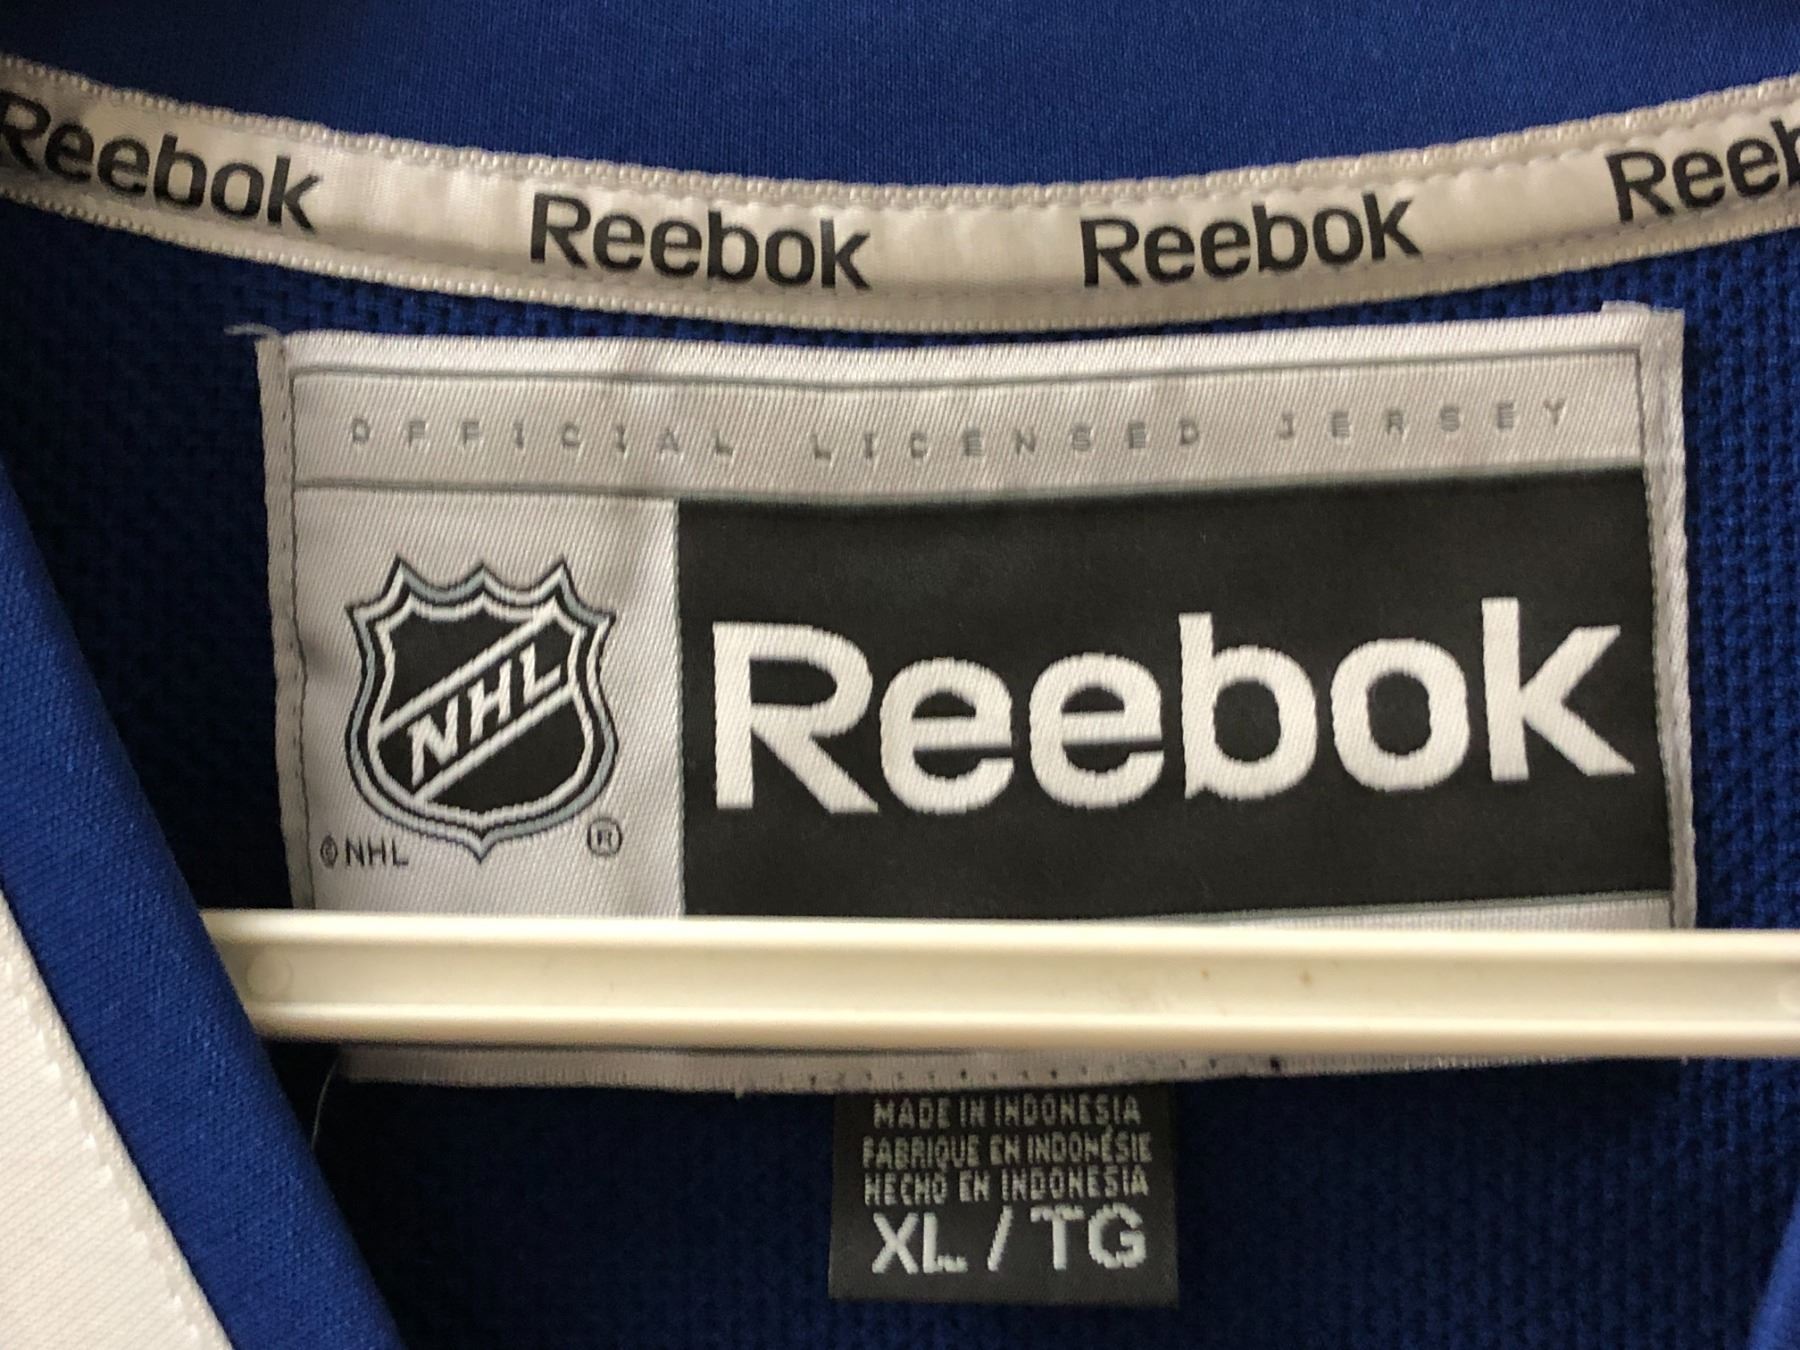 Reebok Reebok Reebok Reeb
OFFICIAL LICENSED JERSEY
NHL
Reebok
© NHL ®
MADE IN INDONESIA
FABRIQUE EN INDONÉSIE
HECHO EN INDONESIA
XL / TG